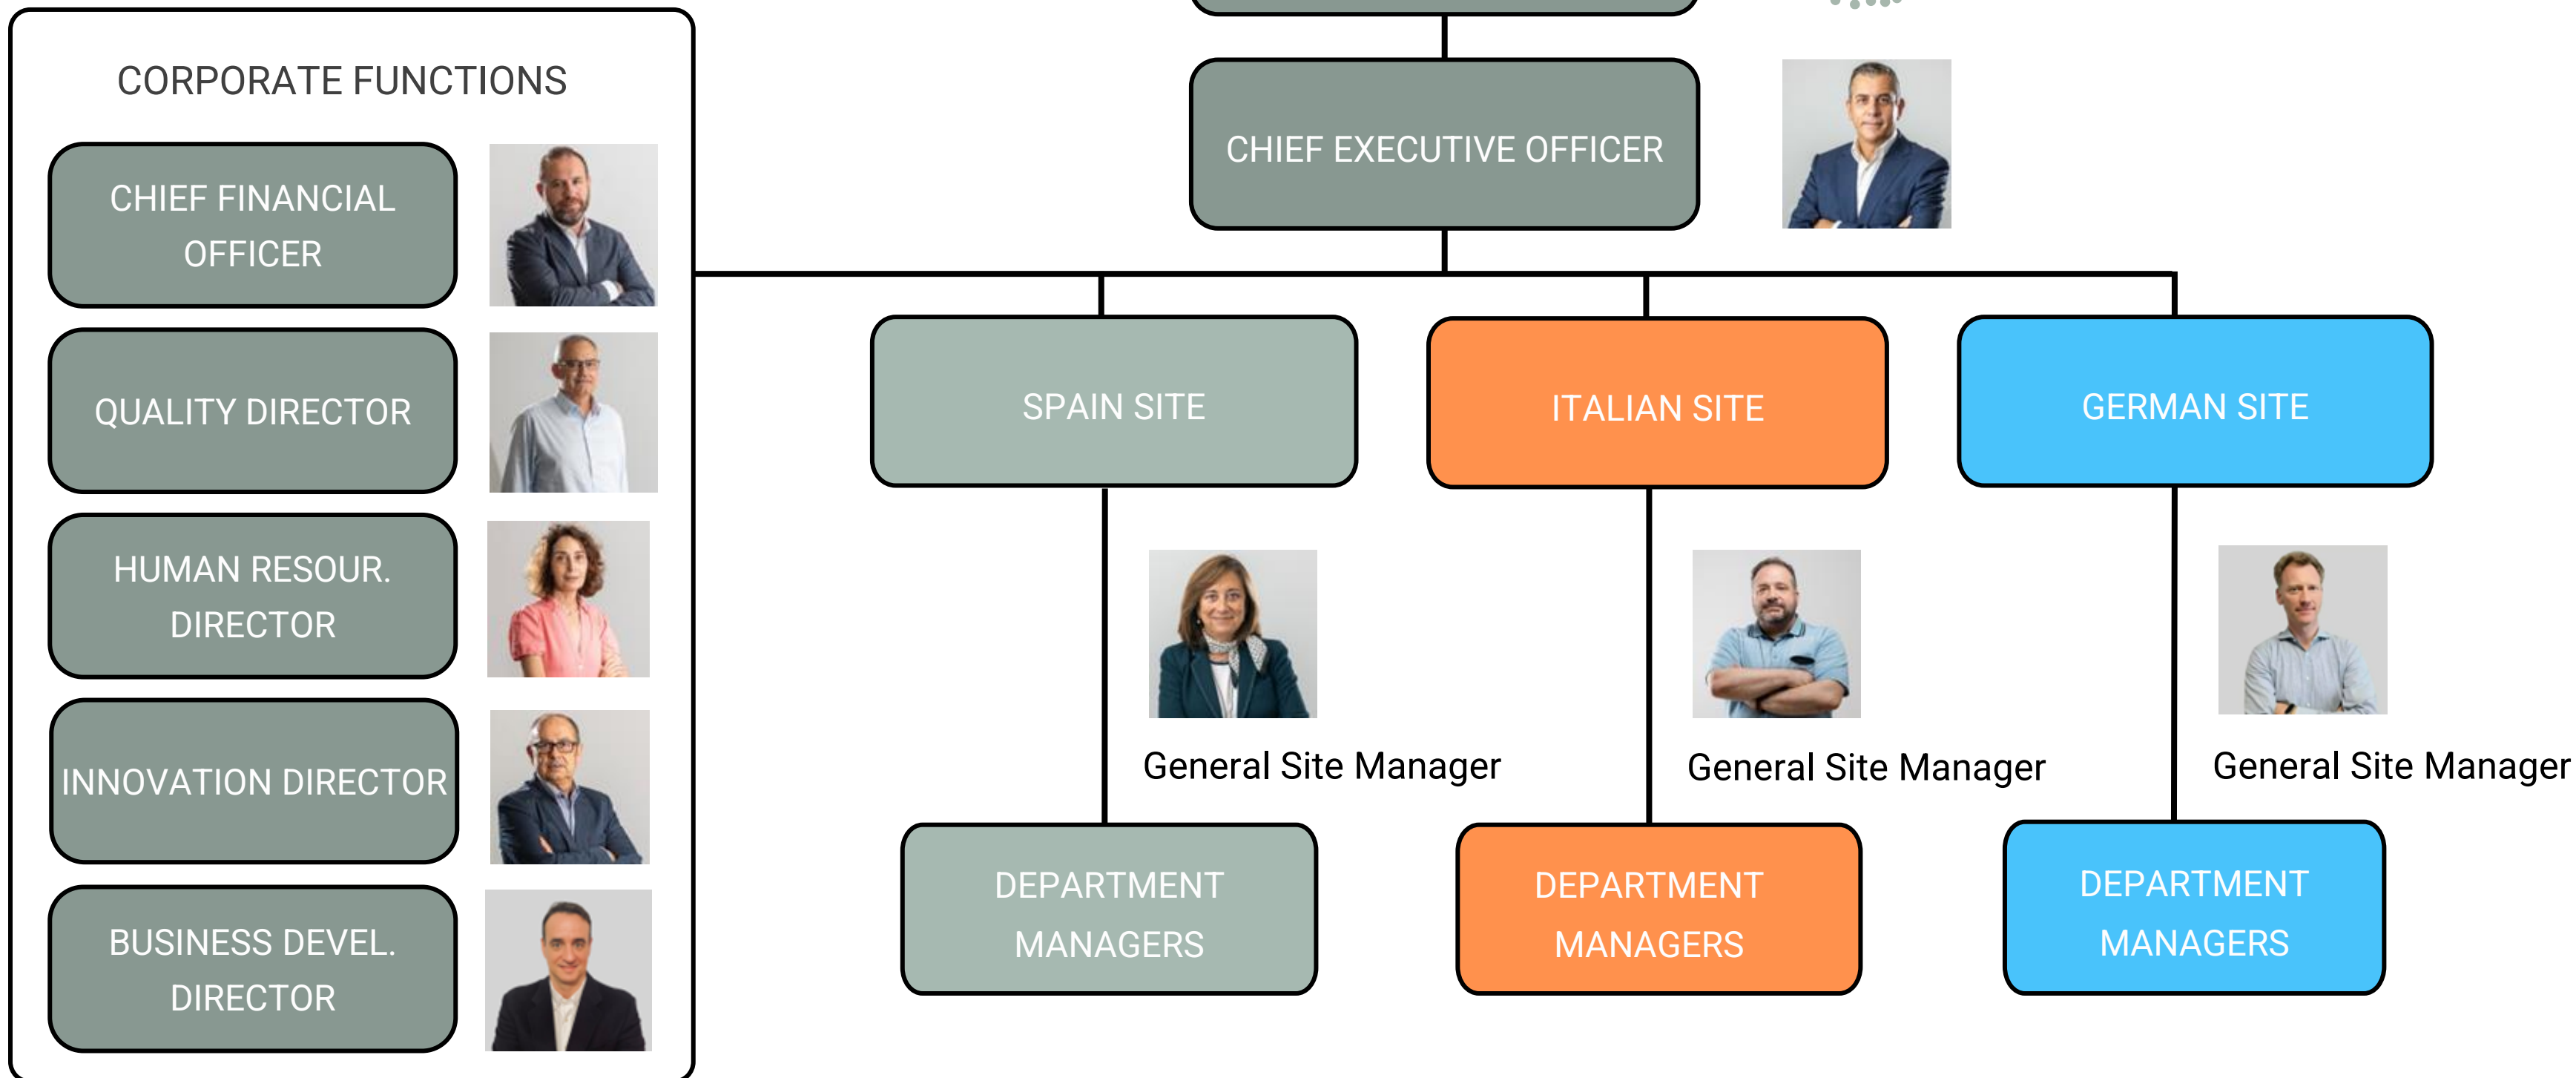 CORPORATE FUNCTIONS
CHIEF FINANCIAL
OFFICER
QUALITY DIRECTOR
HUMAN RESOUR.
DIRECTOR
INNOVATION DIRECTOR
BUSINESS DEVEL.
DIRECTOR
CHIEF EXECUTIVE OFFICER
SPAIN SITE
ITALIAN SITE
GERMAN SITE
General Site Manager
General Site Manager
General Site Manager
DEPARTMENT
MANAGERS
DEPARTMENT
MANAGERS
DEPARTMENT
MANAGERS